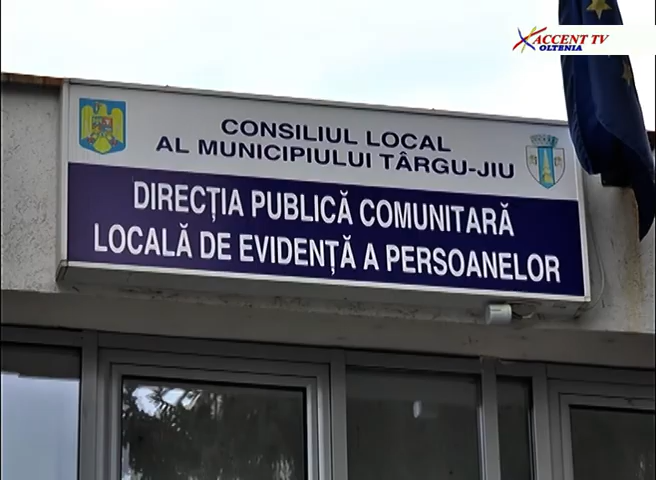 ACCENT TV
OLTENIA
CONSILIUL LOCAL
AL MUNICIPIULUI TÂRGU-JIU
DIRECȚIA PUBLICĂ COMUNITARĂ
LOCALĂ DE EVIDENȚĂ A PERSOANELOR